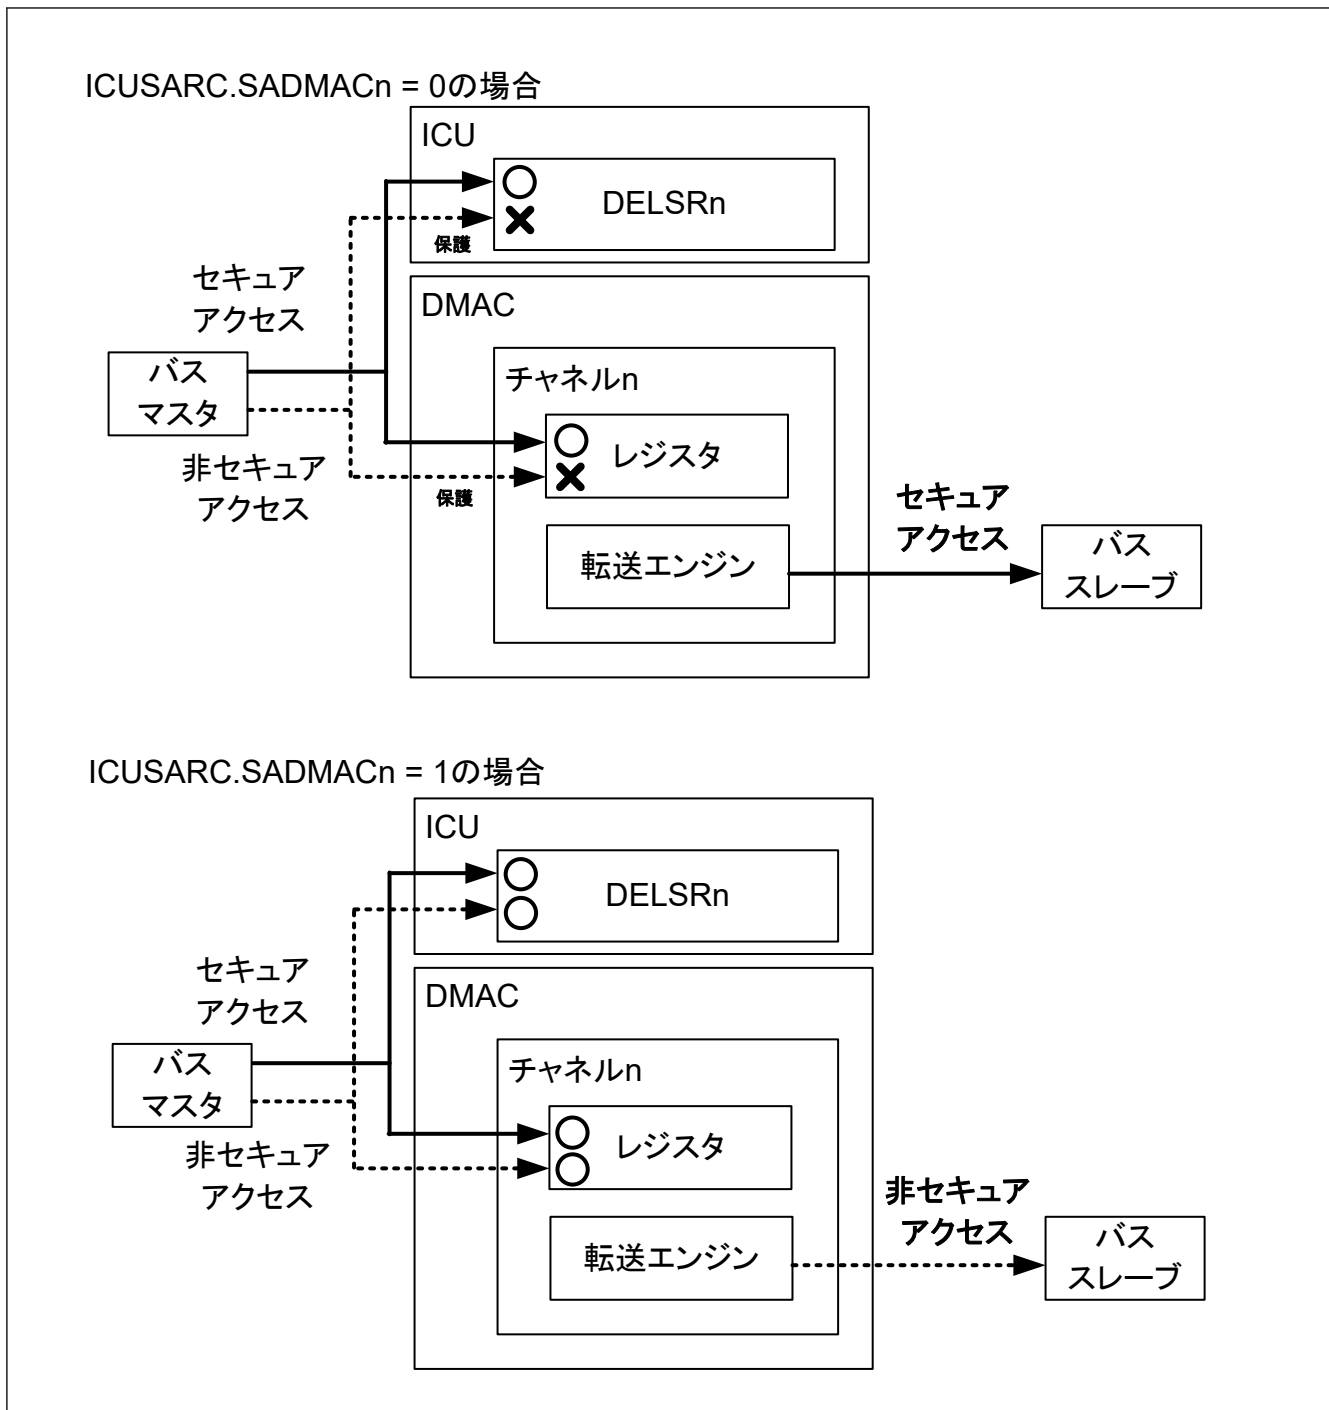 ICUSARC.SADMACn = 0の場合
ICU
DELSRn
保護
セキュア
アクセス
DMAC
チャネルn
バス
マスタ
レジスタ
非セキュア
アクセス
保護
セキュア
アクセス
転送エンジン
バス
スレーブ
ICUSARC.SADMACn = 1の場合
ICU
DELSRn
セキュア
アクセス
DMAC
チャネルn
バス
マスタ
レジスタ
非セキュア
アクセス
非セキュア
アクセス
転送エンジン
バス
スレーブ